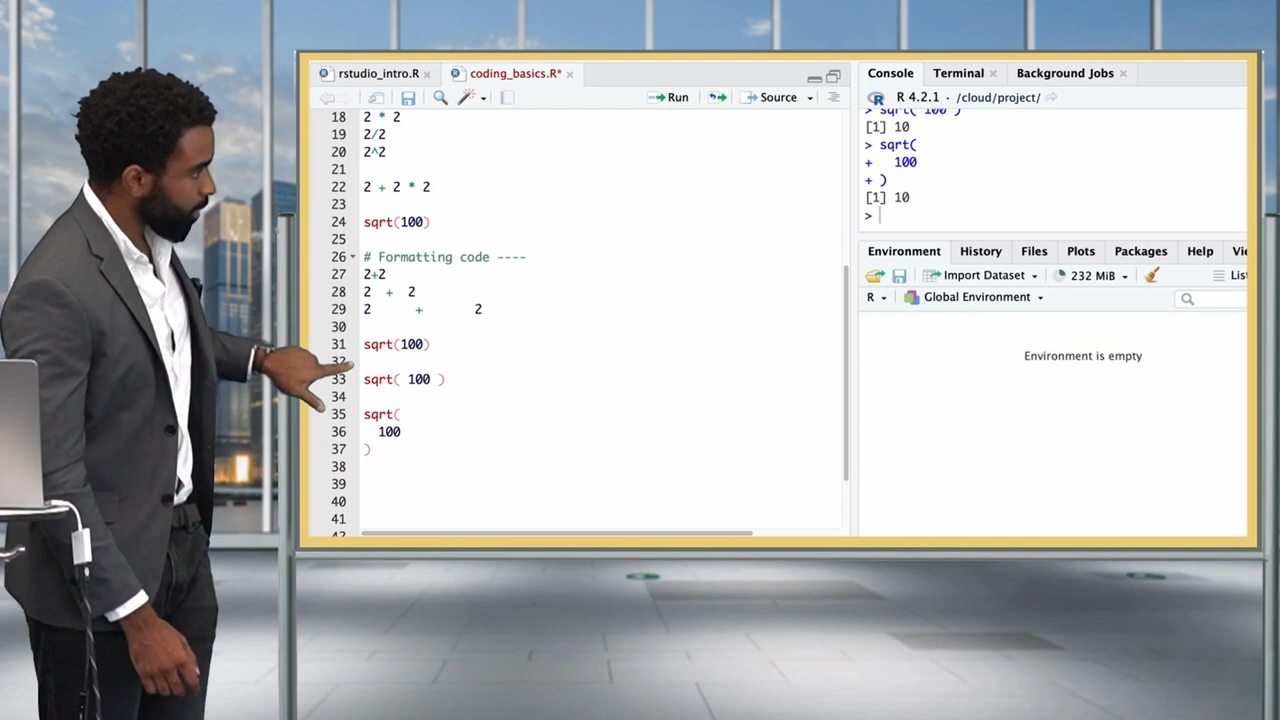 rstudio_intro.R
coding_basics.R*
Run
Source
18 2 * 2
19 2/2
20 2^2
21
22 2 + 2 * 2
23
24 sqrt(100)
25
26 # Formatting code ----
27 2+2
28 2 + 2
29 2 + 2
30
31 sqrt(100)
32
33 sqrt( 100 )
34
35 sqrt(
36 100
37 )
38
39
40
41
42
Console Terminal Background Jobs
R 4.2.1 · /cloud/project/
> sqrt( 100 )
[1] 10
> sqrt(
+ 100
+ )
[1] 10
>
Environment History Files Plots Packages Help
Import Dataset 232 MiB
R Global Environment
Environment is empty